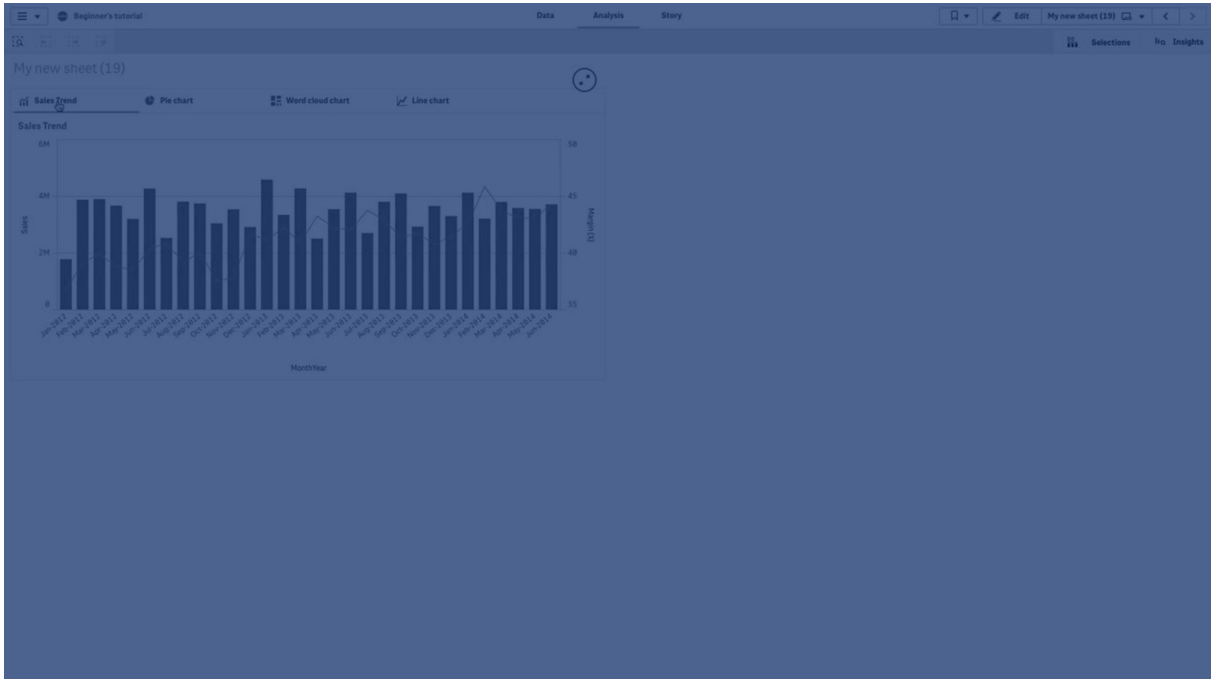 Beginner's tutorial
Data Analysis Story
Edit My new sheet (19)
Selections Insights
My new sheet (19)
Sales Trend Pie chart Word cloud chart Line chart
Sales Trend
6M 50
4M 45
Sales
Margin (%)
2M 40
0 35
Jan-2012 Feb-2012 Mar-2012 Apr-2012 May-2012 Jun-2012 Jul-2012 Aug-2012 Sep-2012 Oct-2012 Nov-2012 Dec-2012 Jan-2013 Feb-2013 Mar-2013 Apr-2013 May-2013 Jun-2013 Jul-2013 Aug-2013 Sep-2013 Oct-2013 Nov-2013 Dec-2013 Jan-2014 Feb-2014 Mar-2014 Apr-2014 May-2014 Jun-2014
MonthYear